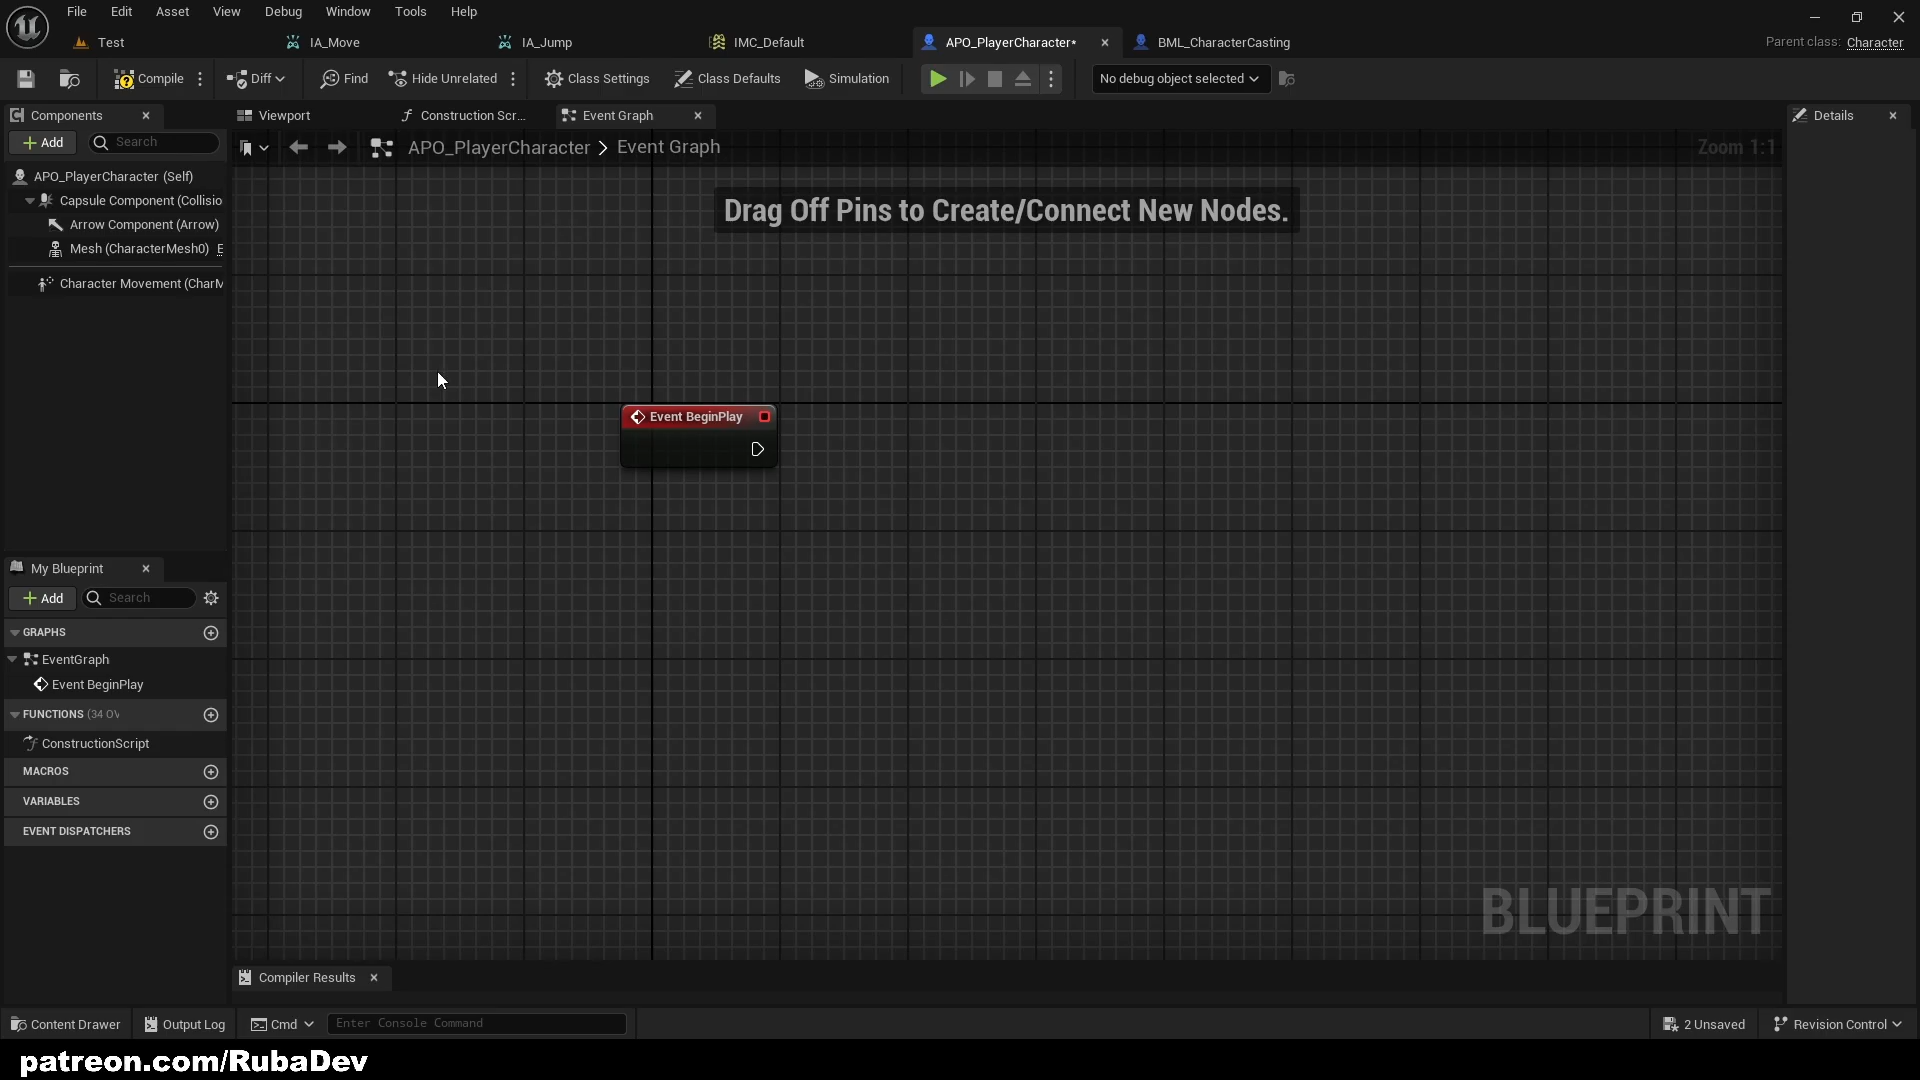 File Edit Asset View Debug Window Tools Help
Test IA_Move IA_Jump IMC_Default APO_PlayerCharacter* BML_CharacterCasting Parent class: Character
Compile Diff Find Hide Unrelated Class Settings Class Defaults Simulation No debug object selected
Components Viewport Construction Scr... Event Graph Details
Add Search APO_PlayerCharacter > Event Graph Zoom 1:1
APO_PlayerCharacter (Self)
Capsule Component (Collisio
Arrow Component (Arrow)
Mesh (CharacterMesh0) E
Character Movement (CharM
Drag Off Pins to Create/Connect New Nodes.
Event BeginPlay
My Blueprint
Add Search
GRAPHS
EventGraph
Event BeginPlay
FUNCTIONS (34 OV
ConstructionScript
MACROS
VARIABLES
EVENT DISPATCHERS
BLUEPRINT
Compiler Results
Content Drawer Output Log Cmd Enter Console Command 2 Unsaved Revision Control
patreon.com/RubaDev